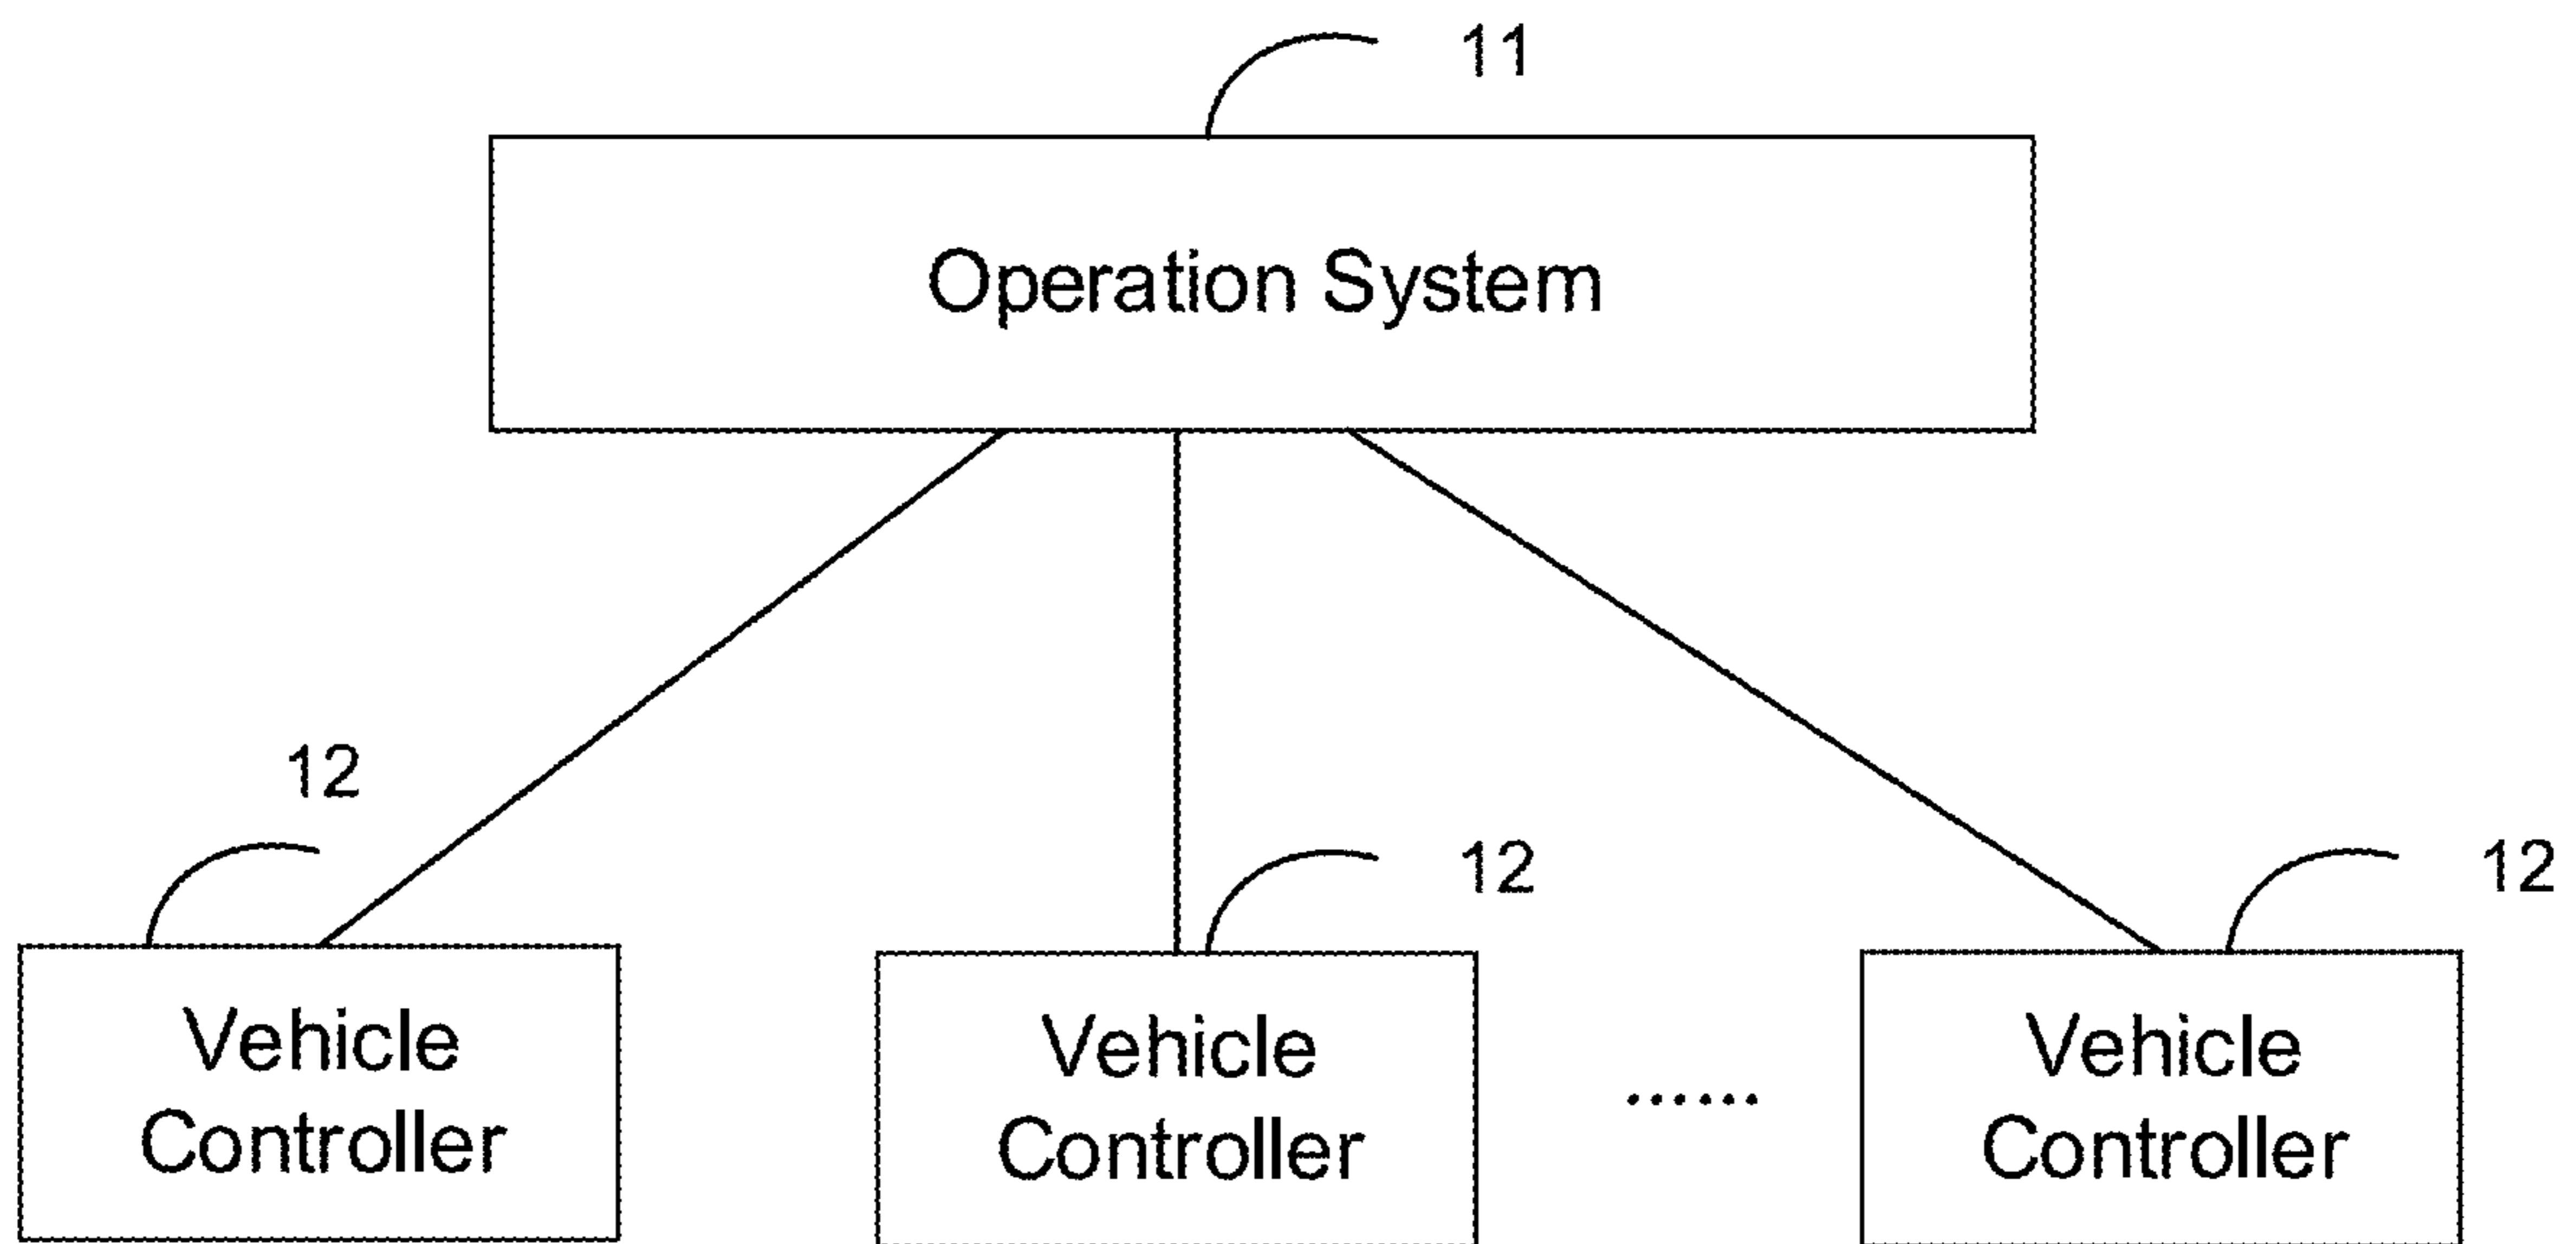 11
Operation System
12
12
12
Vehicle
Controller
Vehicle
Controller
......
Vehicle
Controller